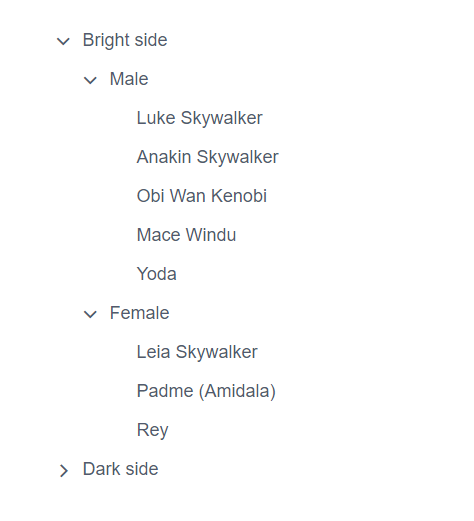 Bright side
Male
Luke Skywalker
Anakin Skywalker
Obi Wan Kenobi
Mace Windu
Yoda
Female
Leia Skywalker
Padme (Amidala)
Rey
Dark side